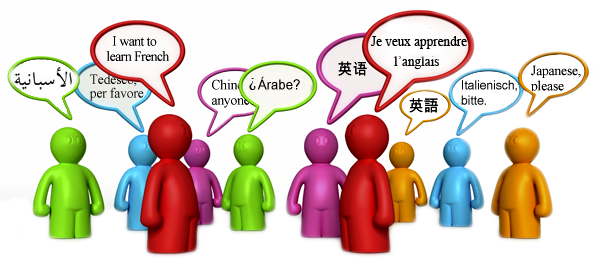 الأسبانية
Tedesco,
per favore
I want to
learn French
anyone
¿Árabe?
英语
Je veux apprendre
l'anglais
英語
Italienisch,
bitte.
Japanese,
please